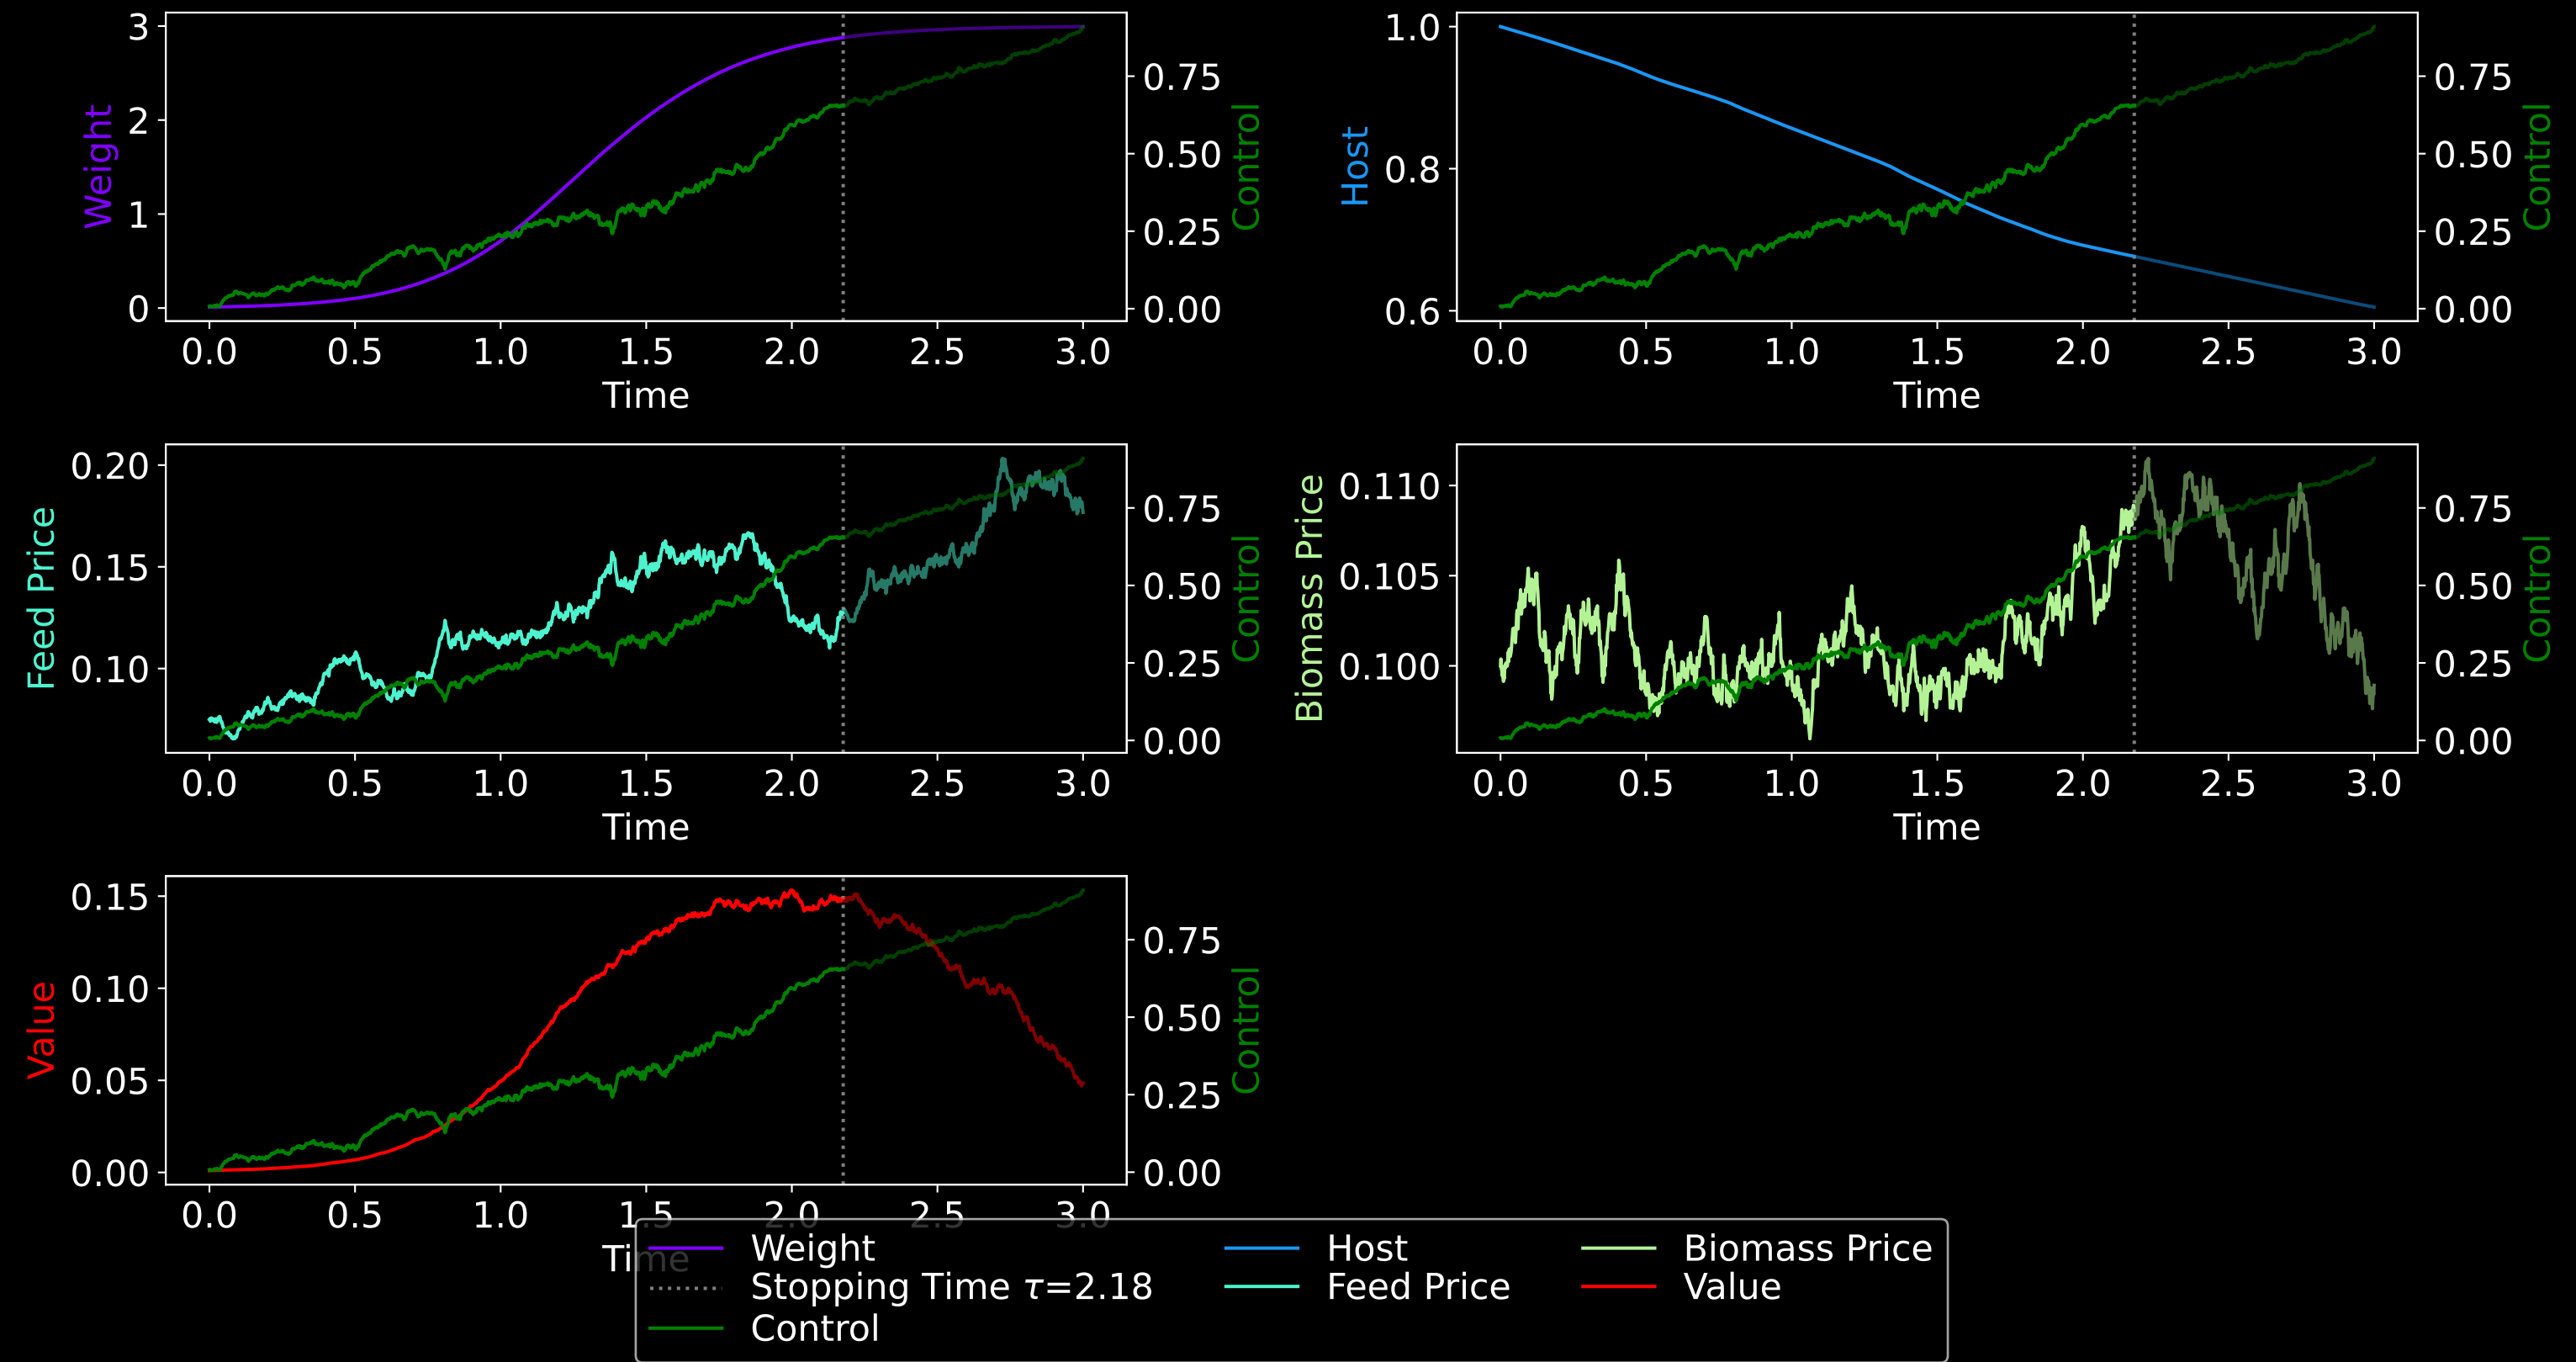 3
2
1
0
Weight
0.75
0.50
0.25
0.00
Control
0.0 0.5 1.0 1.5 2.0 2.5 3.0
Time
1.0
0.8
0.6
Host
0.75
0.50
0.25
0.00
Control
0.0 0.5 1.0 1.5 2.0 2.5 3.0
Time
0.20
0.15
0.10
Feed Price
0.75
0.50
0.25
0.00
Control
0.0 0.5 1.0 1.5 2.0 2.5 3.0
Time
0.110
0.105
0.100
Biomass Price
0.75
0.50
0.25
0.00
Control
0.0 0.5 1.0 1.5 2.0 2.5 3.0
Time
0.15
0.10
0.05
0.00
Value
0.75
0.50
0.25
0.00
Control
0.0 0.5 1.0 1.5 2.0 2.5 3.0
Time
Weight
Stopping Time τ=2.18
Control
Host
Feed Price
Biomass Price
Value